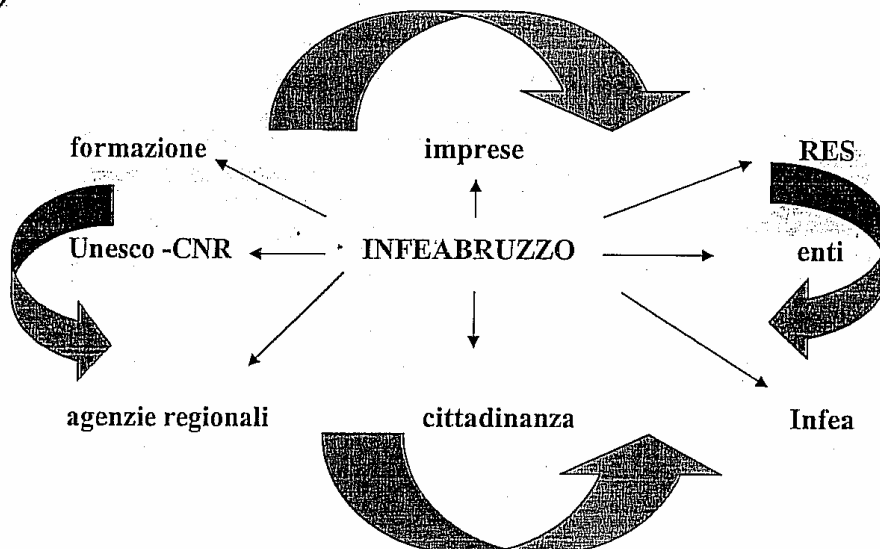 formazione imprese RES
Unesco -CNR INFEABRUZZO enti
agenzie regionali cittadinanza Infea